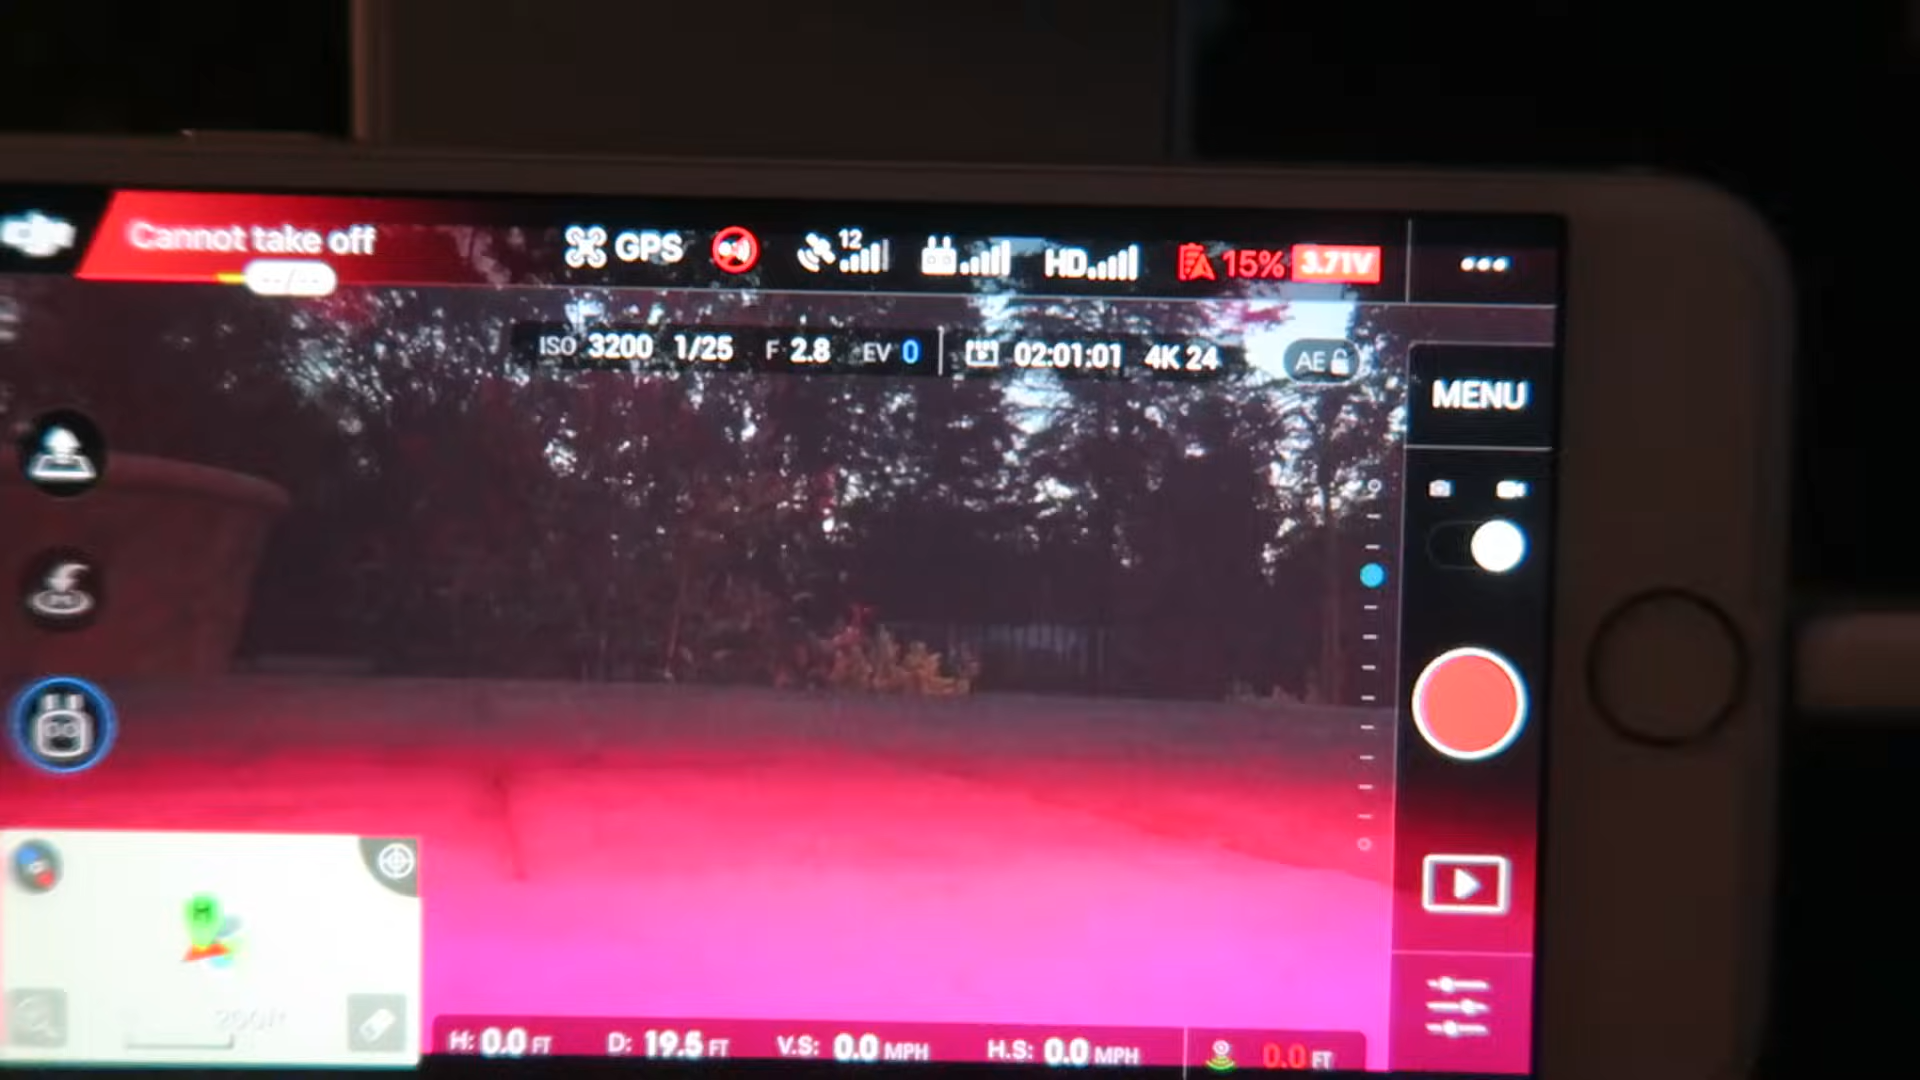 Cannot take off
GPS 12 HD 15% 3.71V
ISO 3200 1/25 F 2.8 EV 0 02:01:01 4K 24 AE
MENU
H
H: 0.0 FT D: 19.5 FT V.S: 0.0 MPH H.S: 0.0 MPH 0.0 FT